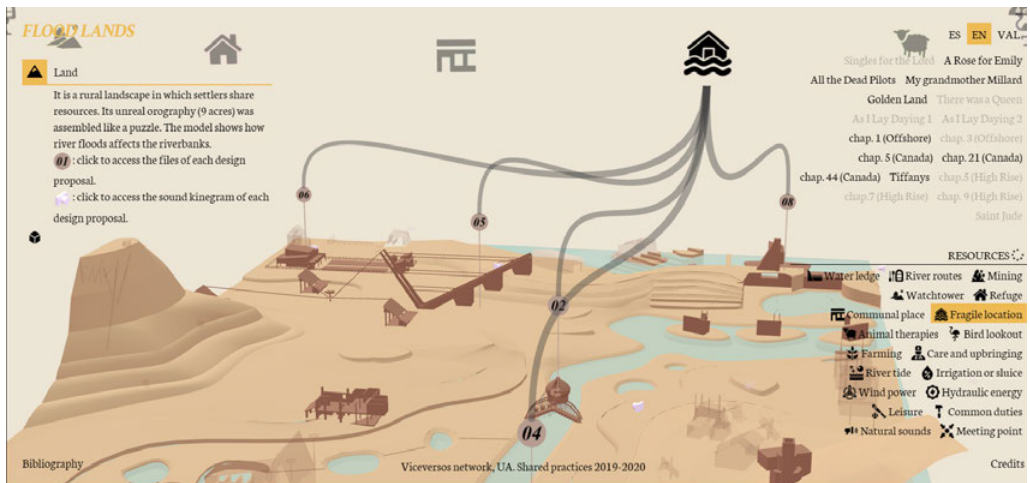 FLOOD LANDS
ES EN VAL.
Land
It is a rural landscape in which settlers share
resources. Its unreal orography (9 acres) was
assembled like a puzzle. The model shows how
river floods affects the riverbanks.
01 : click to access the files of each design
proposal.
: click to access the sound kinegram of each
design proposal.
Singles for the Lord A Rose for Emily
All the Dead Pilots My grandmother Millard
Golden Land There was a Queen
As I Lay Daying 1 As I Lay Daying 2
chap. 1 (Offshore) chap. 3 (Offshore)
chap. 5 (Canada) chap. 21 (Canada)
chap. 44 (Canada) Tiffanys chap.5 (High Rise)
chap.7 (High Rise) chap. 9 (High Rise)
Saint Jude
06
05
08
02
04
RESOURCES
Water ledge River routes Mining
Watchtower Refuge
Communal place Fragile location
Animal therapies Bird lookout
Farming Care and upbringing
River tide Irrigation or sluice
Wind power Hydraulic energy
Leisure Common duties
Natural sounds Meeting point
Bibliography
Viceversos network, UA. Shared practices 2019-2020
Credits